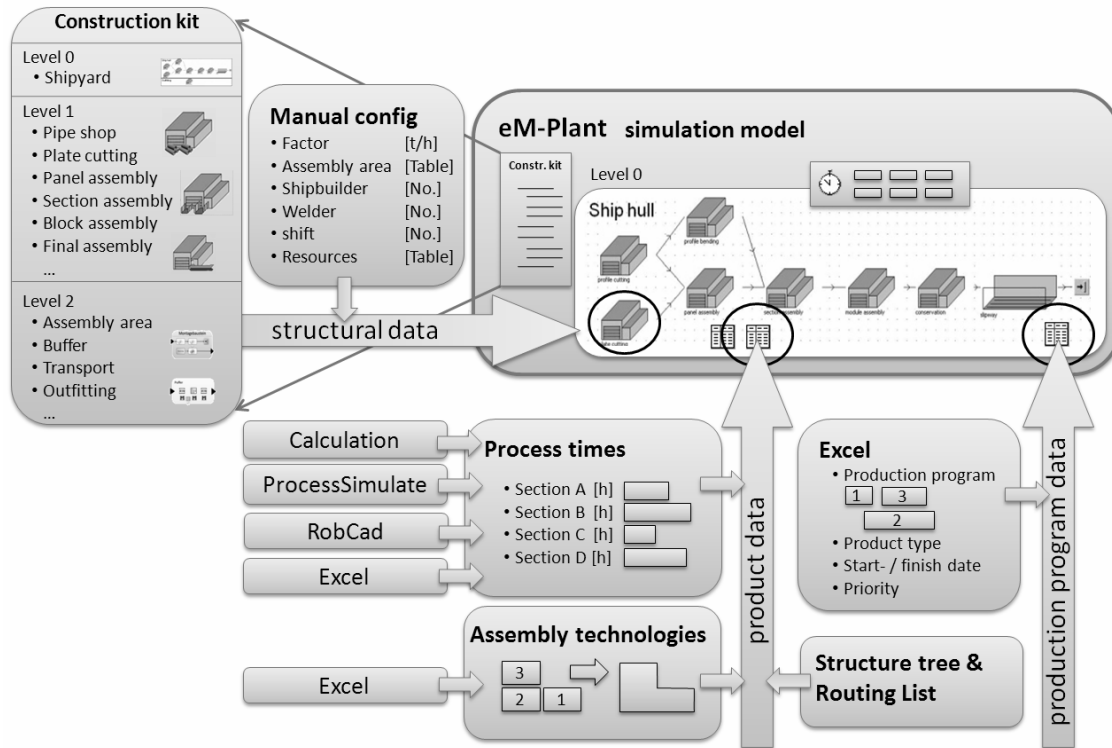 Construction kit
Level 0
• Shipyard
Level 1
• Pipe shop
• Plate cutting
• Panel assembly
• Section assembly
• Block assembly
• Final assembly
...
Level 2
• Assembly area
• Buffer
• Transport
• Outfitting
...
Manual config
• Factor [t/h]
• Assembly area [Table]
• Shipbuilder [No.]
• Welder [No.]
• shift [No.]
• Resources [Table]
structural data
eM-Plant simulation model
Constr. kit
Level 0
Ship hull
profile bending
profile cutting
panel assembly
section assembly
module assembly
conservation
slipway
plate cutting
Calculation
ProcessSimulate
RobCad
Excel
Process times
• Section A [h]
• Section B [h]
• Section C [h]
• Section D [h]
product data
Excel
• Production program
1 3
2
• Product type
• Start- / finish date
• Priority
production program data
Excel
Assembly technologies
3
2 1
Structure tree &
Routing List